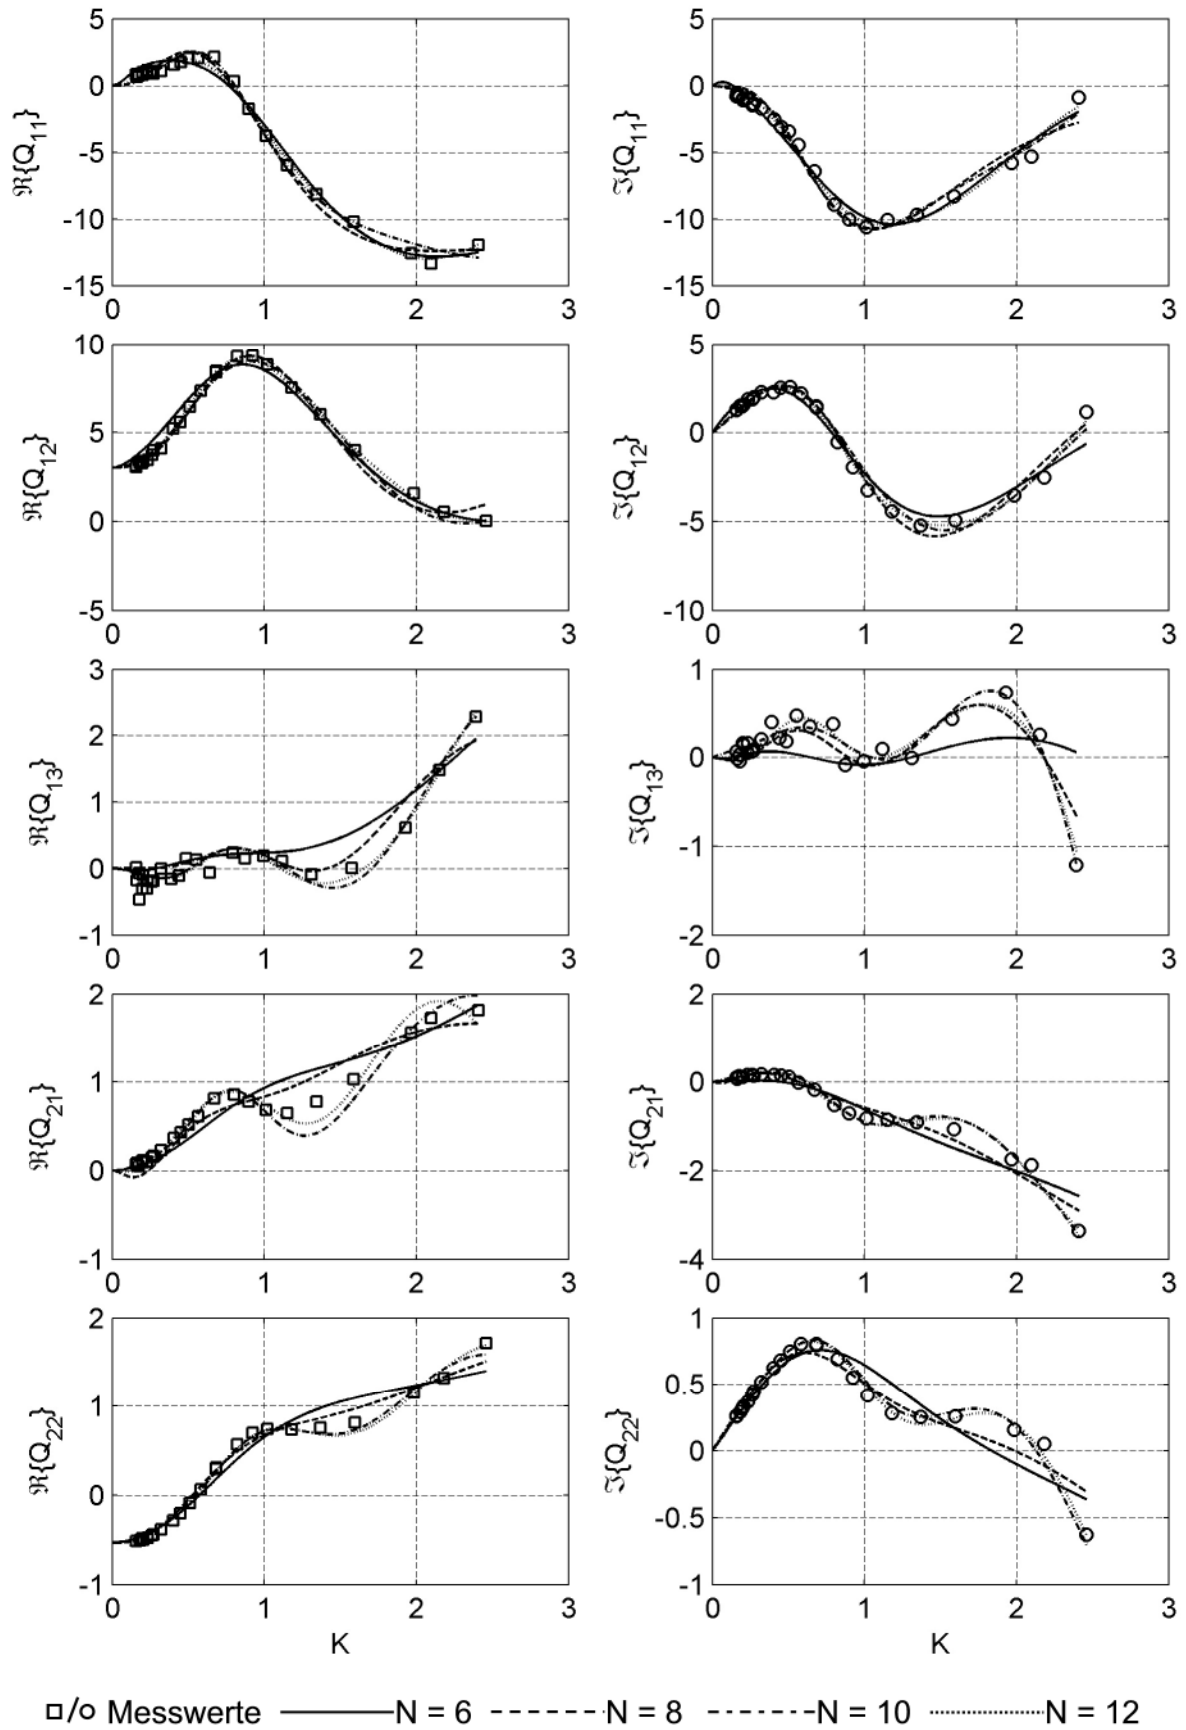 5 5
0 0
-5 -5
-10 -10
-15 -15
0 1 2 3 0 1 2 3
ℜ{Q11} ℑ{Q11}
10 5
5 0
0 -5
-5 -10
0 1 2 3 0 1 2 3
ℜ{Q12} ℑ{Q12}
3 1
2 0
1 -1
0 -2
-1
0 1 2 3 0 1 2 3
ℜ{Q13} ℑ{Q13}
2 2
1 0
0 -2
-1 -4
0 1 2 3 0 1 2 3
ℜ{Q21} ℑ{Q21}
2 1
1 0.5
0 0
-1 -0.5
-1
0 1 2 3 0 1 2 3
ℜ{Q22} ℑ{Q22}
K K
□/○ Messwerte N = 6 N = 8 N = 10 N = 12